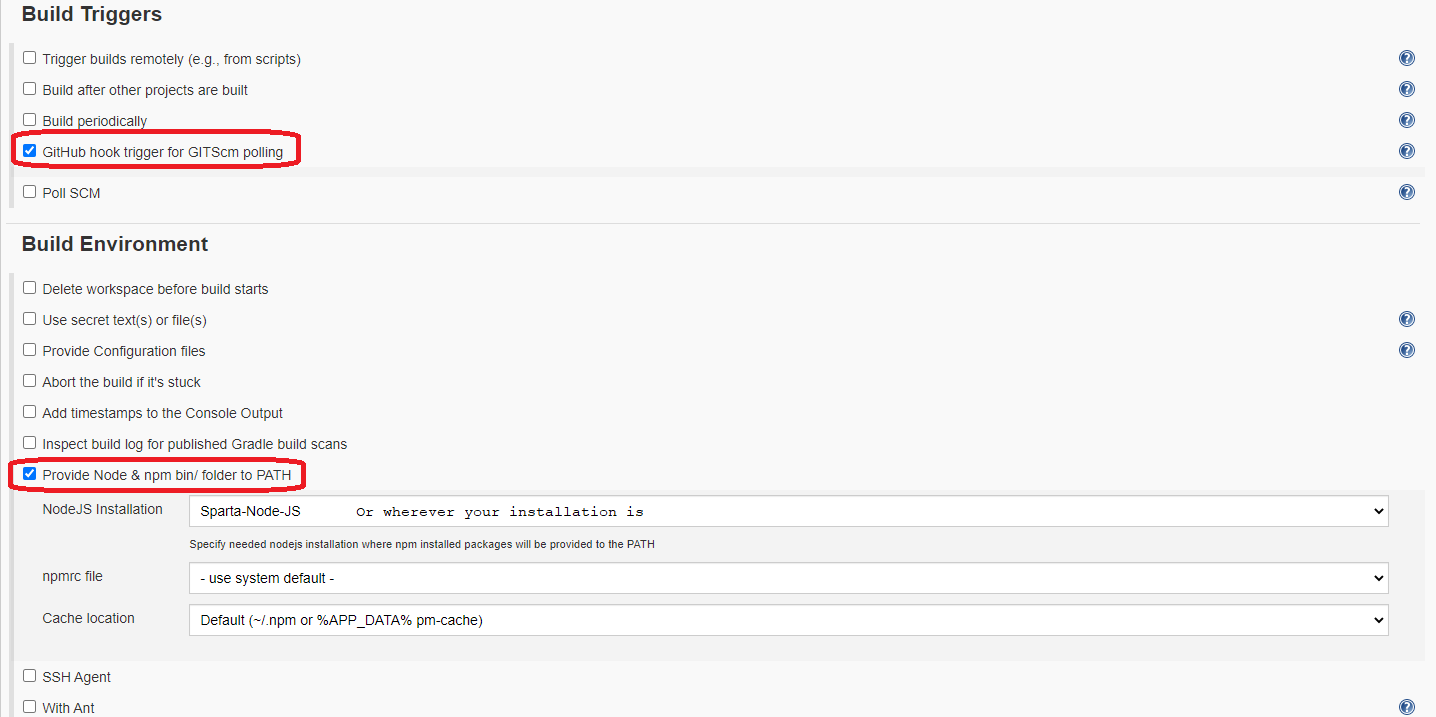 Build Triggers
Trigger builds remotely (e.g., from scripts)
Build after other projects are built
Build periodically
GitHub hook trigger for GITScm polling
Poll SCM
Build Environment
Delete workspace before build starts
Use secret text(s) or file(s)
Provide Configuration files
Abort the build if it's stuck
Add timestamps to the Console Output
Inspect build log for published Gradle build scans
Provide Node & npm bin/ folder to PATH
NodeJS Installation Sparta-Node-JS Or wherever your installation is
Specify needed nodejs installation where npm installed packages will be provided to the PATH
npmrc file - use system default -
Cache location Default (~/.npm or %APP_DATA% pm-cache)
SSH Agent
With Ant